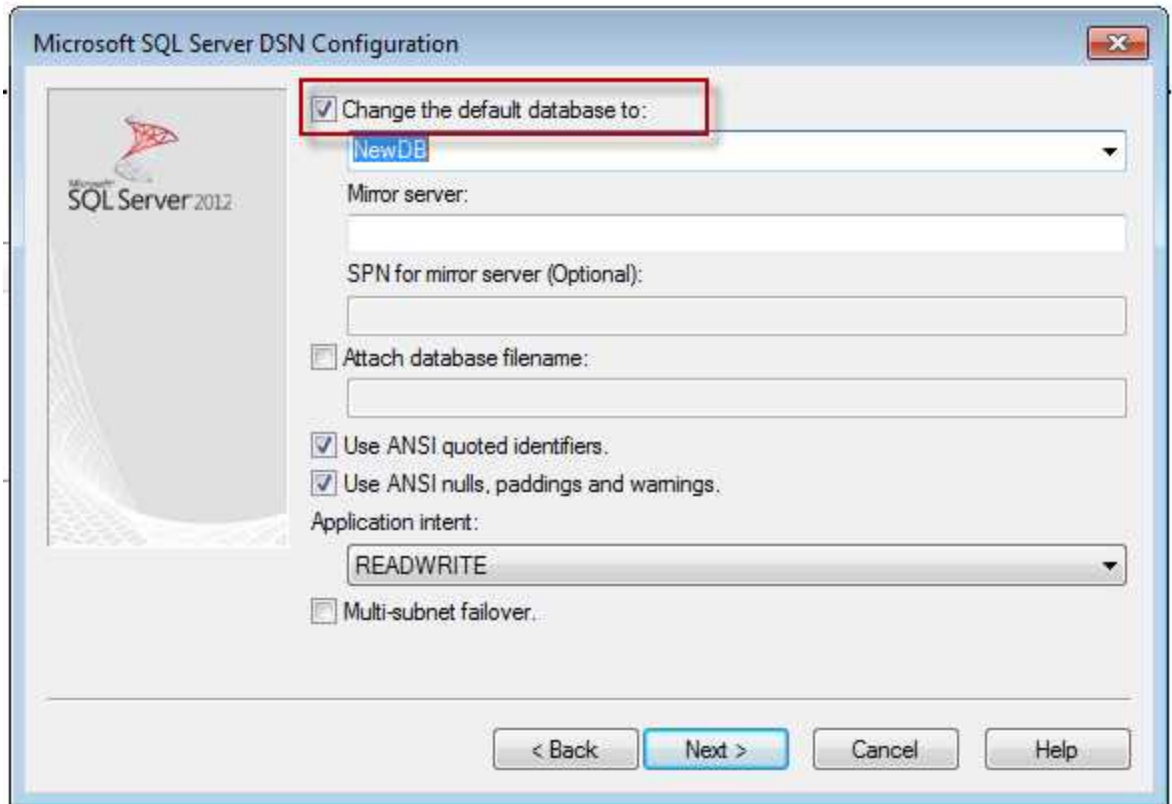 Microsoft SQL Server DSN Configuration
Change the default database to:
NewDB
Microsoft
SQL Server 2012
Mirror server:
SPN for mirror server (Optional):
Attach database filename:
Use ANSI quoted identifiers.
Use ANSI nulls, paddings and warnings.
Application intent:
READWRITE
Multi-subnet failover.
< Back
Next >
Cancel
Help